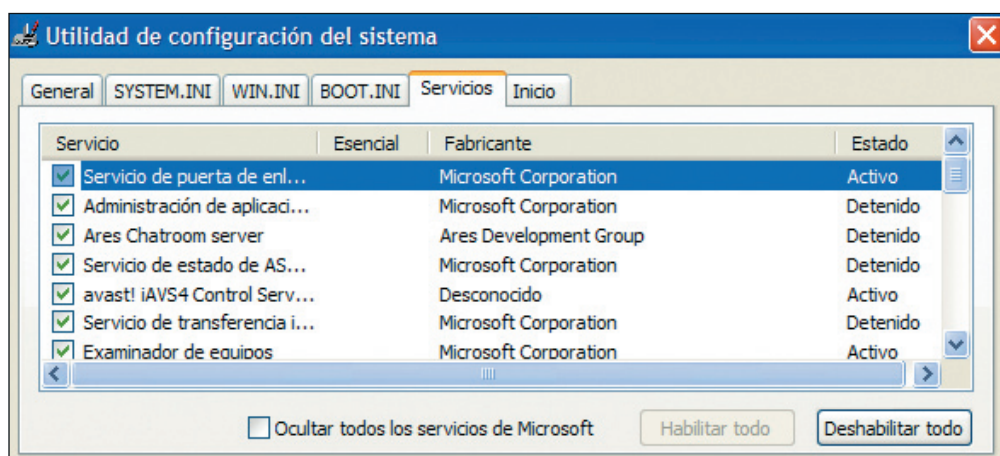 Utilidad de configuración del sistema
General SYSTEM.INI WIN.INI BOOT.INI Servicios Inicio
Servicio Esencial Fabricante Estado
Servicio de puerta de enl... Microsoft Corporation Activo
Administración de aplicaci... Microsoft Corporation Detenido
Ares Chatroom server Ares Development Group Detenido
Servicio de estado de AS... Microsoft Corporation Detenido
avast! iAVS4 Control Serv... Desconocido Activo
Servicio de transferencia i... Microsoft Corporation Detenido
Examinador de equipos Microsoft Corporation Activo
Ocultar todos los servicios de Microsoft Habilitar todo Deshabilitar todo